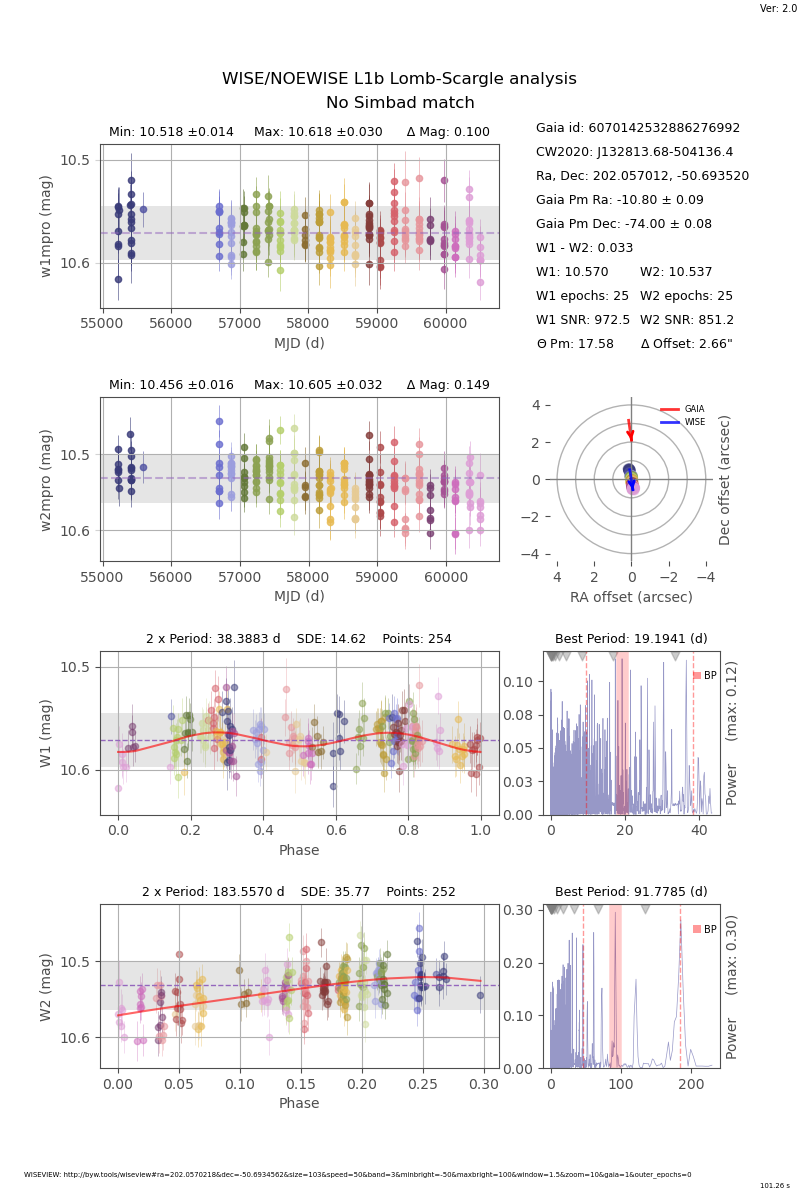 Ver: 2.0
WISE/NOEWISE L1b Lomb-Scargle analysis
No Simbad match
Min: 10.518 ±0.014 Max: 10.618 ±0.030 Δ Mag: 0.100
10.5
10.6
w1mpro (mag)
55000 56000 57000 58000 59000 60000
MJD (d)
Gaia id: 6070142532886276992
CW2020: J132813.68-504136.4
Ra, Dec: 202.057012, -50.693520
Gaia Pm Ra: -10.80 ± 0.09
Gaia Pm Dec: -74.00 ± 0.08
W1 - W2: 0.033
W1: 10.570 W2: 10.537
W1 epochs: 25 W2 epochs: 25
W1 SNR: 972.5 W2 SNR: 851.2
Θ Pm: 17.58 Δ Offset: 2.66"
Min: 10.456 ±0.016 Max: 10.605 ±0.032 Δ Mag: 0.149
10.5
10.6
w2mpro (mag)
55000 56000 57000 58000 59000 60000
MJD (d)
GAIA
WISE
4
2
0
−2
−4
4 2 0 −2 −4
RA offset (arcsec)
Dec offset (arcsec)
2 x Period: 38.3883 d SDE: 14.62 Points: 254
10.5
10.6
W1 (mag)
0.0 0.2 0.4 0.6 0.8 1.0
Phase
Best Period: 19.1941 (d)
BP
0.10
0.08
0.05
0.03
0.00
0 20 40
Power (max: 0.12)
2 x Period: 183.5570 d SDE: 35.77 Points: 252
10.5
10.6
W2 (mag)
0.00 0.05 0.10 0.15 0.20 0.25 0.30
Phase
Best Period: 91.7785 (d)
BP
0.30
0.20
0.10
0.00
0 100 200
Power (max: 0.30)
WISEVIEW: http://byw.tools/wiseview#ra=202.0570218&dec=-50.6934562&size=103&speed=50&band=3&minbright=-50&maxbright=100&window=1.5&zoom=10&gaia=1&outer_epochs=0
101.26 s